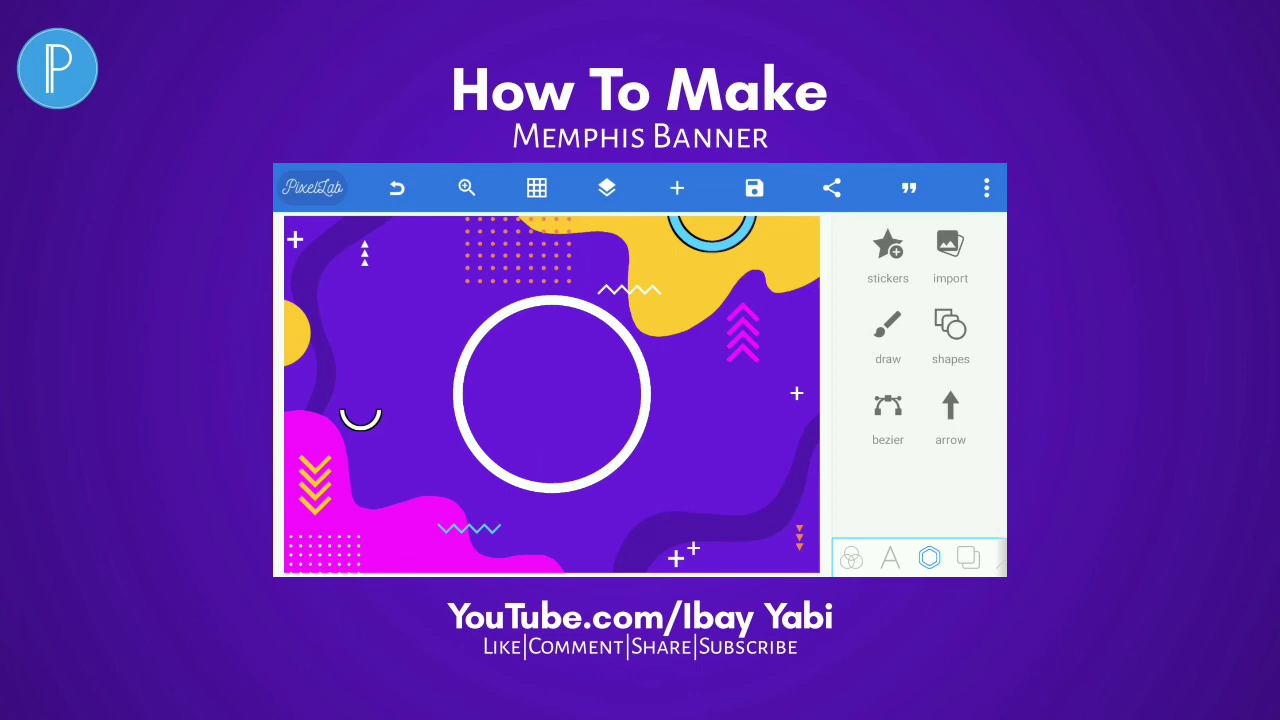 P
How To Make
Memphis Banner
PixelLab
stickers
import
draw
shapes
bezier
arrow
A
YouTube.com/Ibay Yabi
Like|Comment|Share|Subscribe